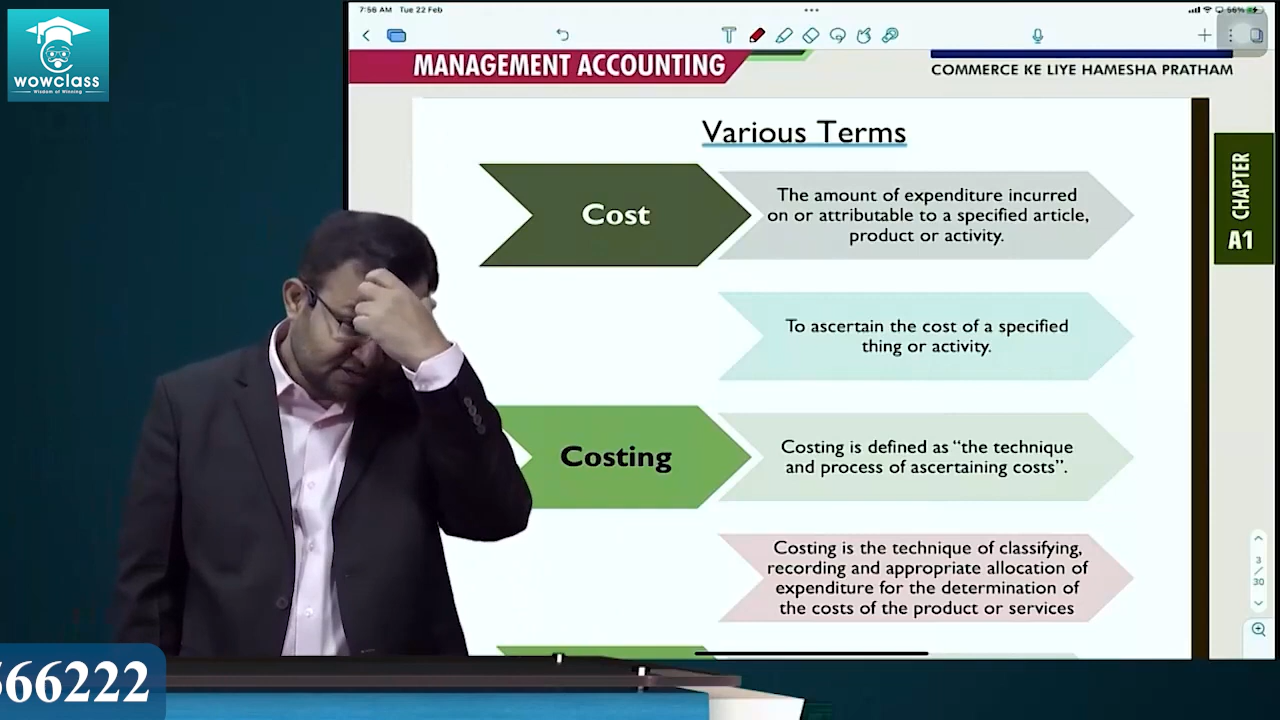 wowclass
Wisdom of Winning
7:56 AM Tue 22 Feb
56%
MANAGEMENT ACCOUNTING
COMMERCE KE LIYE HAMESHA PRATHAM
CHAPTER
A1
Various Terms
Cost
The amount of expenditure incurred
on or attributable to a specified article,
product or activity.
To ascertain the cost of a specified
thing or activity.
Costing
Costing is defined as “the technique
and process of ascertaining costs”.
Costing is the technique of classifying,
recording and appropriate allocation of
expenditure for the determination of
the costs of the product or services
3
/
30
66222